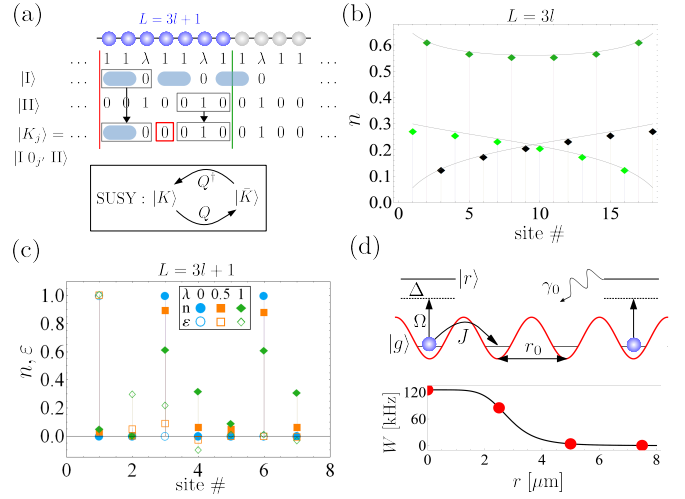 (a)
L = 3l + 1
... 1 1 λ 1 1 λ 1 1 λ 1 1 ...
|I⟩ ... 0 0 0 ...
|II⟩ ... 0 0 1 0 0 1 0 0 1 0 0 ...
|K_j⟩ = ... 0 0 0 1 0 0 1 0 0 ...
|I 0_j' II⟩
SUSY : |K⟩ Q† |K̄⟩
Q
(b)
L = 3l
0.6
0.5
0.4
n
0.3
0.2
0.1
0.0
0 5 10 15
site #
(c)
L = 3l + 1
λ 0 0.5 1
n
ε
1.0
0.8
0.6
n, ε
0.4
0.2
0.0
0 2 4 6 8
site #
(d)
|r⟩
Δ
γ₀
Ω
|g⟩
J
r₀
W [kHz]
120
60
0
0 2 4 6 8
r [μm]